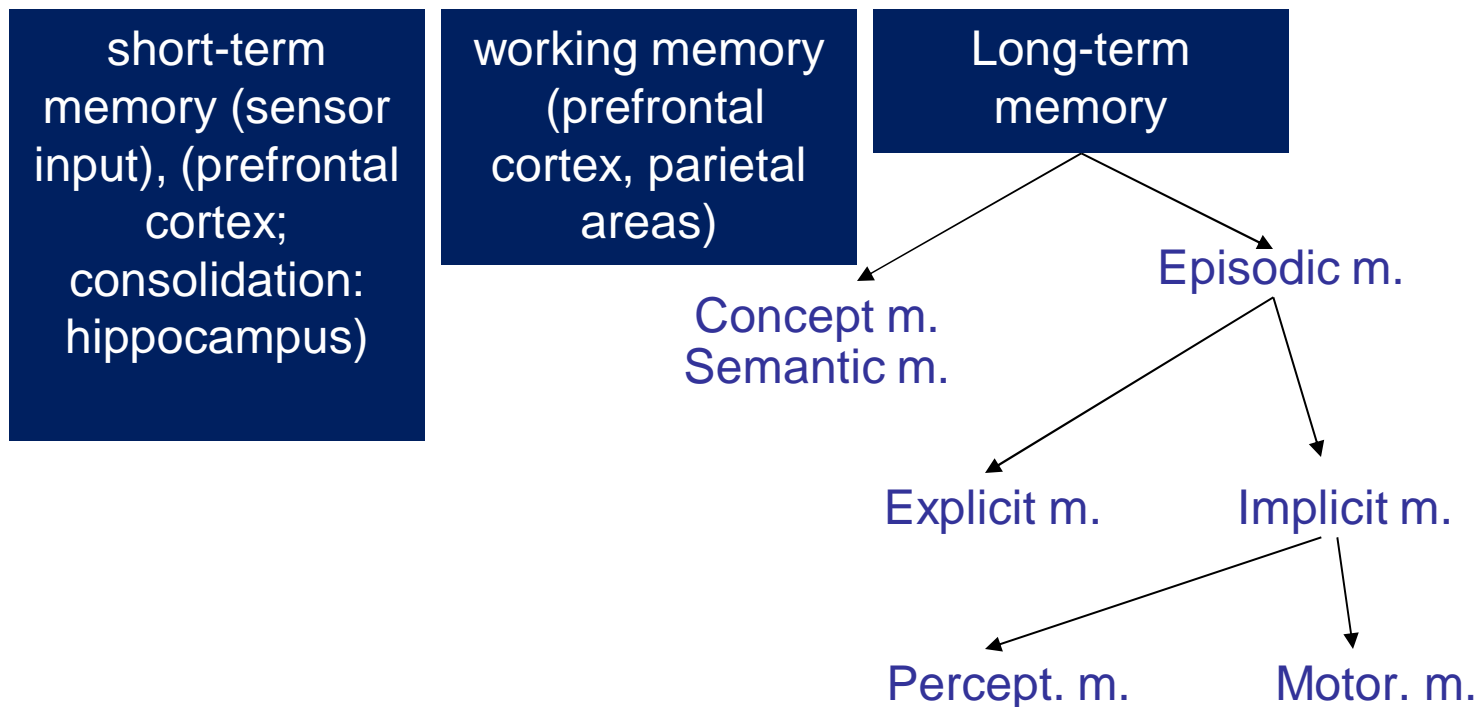 short-term
memory (sensor
input), (prefrontal
cortex;
consolidation:
hippocampus)
working memory
(prefrontal
cortex, parietal
areas)
Long-term
memory
Episodic m.
Concept m.
Semantic m.
Explicit m.
Implicit m.
Percept. m.
Motor. m.